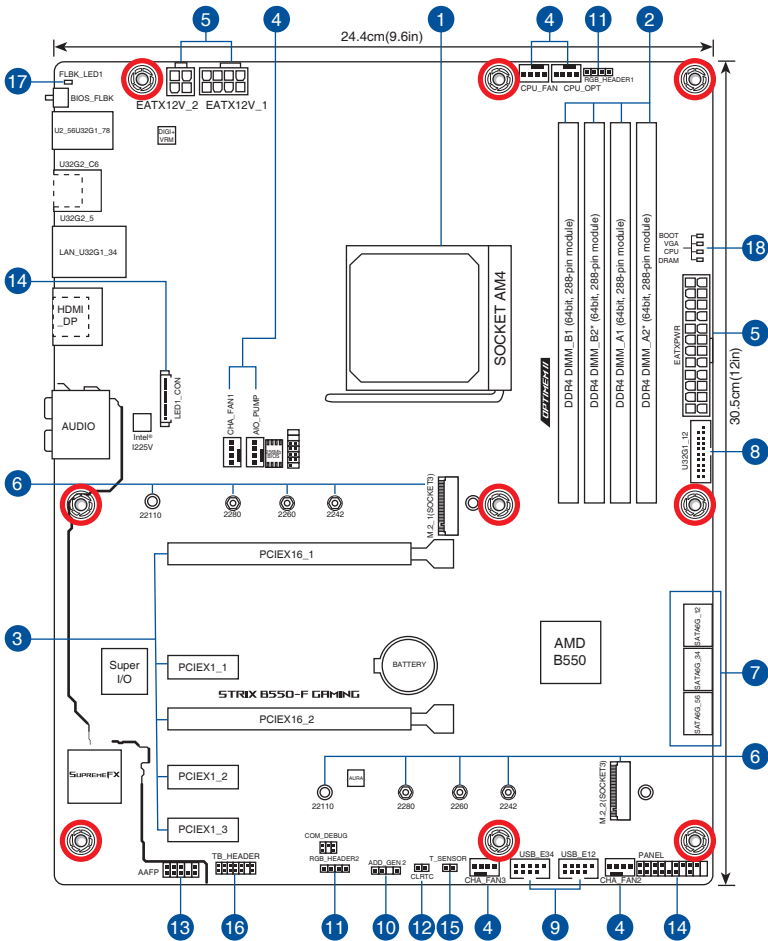 5
4
1
4
11
2
24.4cm(9.6in)
17
FLBK_LED1
BIOS_FLBK
EATX12V_2
EATX12V_1
CPU_FAN
CPU_OPT
RGB_HEADER1
U2_56U32G1_78
DIGI+
VRM
U32G2_C6
U32G2_5
LAN_U32G1_34
14
HDMI
_DP
LED1_CON
AUDIO
Intel®
I225V
CHA_FAN1
AIO_PUMP
256Mb
BIOS
SOCKET AM4
OPTIMEM II
DDR4 DIMM_B1 (64bit, 288-pin module)
DDR4 DIMM_B2* (64bit, 288-pin module)
DDR4 DIMM_A1 (64bit, 288-pin module)
DDR4 DIMM_A2* (64bit, 288-pin module)
BOOT
VGA
CPU
DRAM
18
EATXPWR
5
30.5cm(12in)
U32G1_12
8
6
22110
2280
2260
2242
M.2_1(SOCKET3)
PCIEX16_1
3
Super
I/O
PCIEX1_1
BATTERY
AMD
B550
SATA6G_12
SATA6G_34
SATA6G_56
7
STRIX B550-F GAMING
PCIEX16_2
SUPREMEFX
PCIEX1_2
AURA
22110
2280
2260
2242
M.2_2(SOCKET3)
6
PCIEX1_3
AAFP
TB_HEADER
COM_DEBUG
RGB_HEADER2
ADD_GEN 2
CLRTC
T_SENSOR
CHA_FAN3
USB_E34
USB_E12
CHA_FAN2
PANEL
13
16
11
10
12
15
4
9
4
14